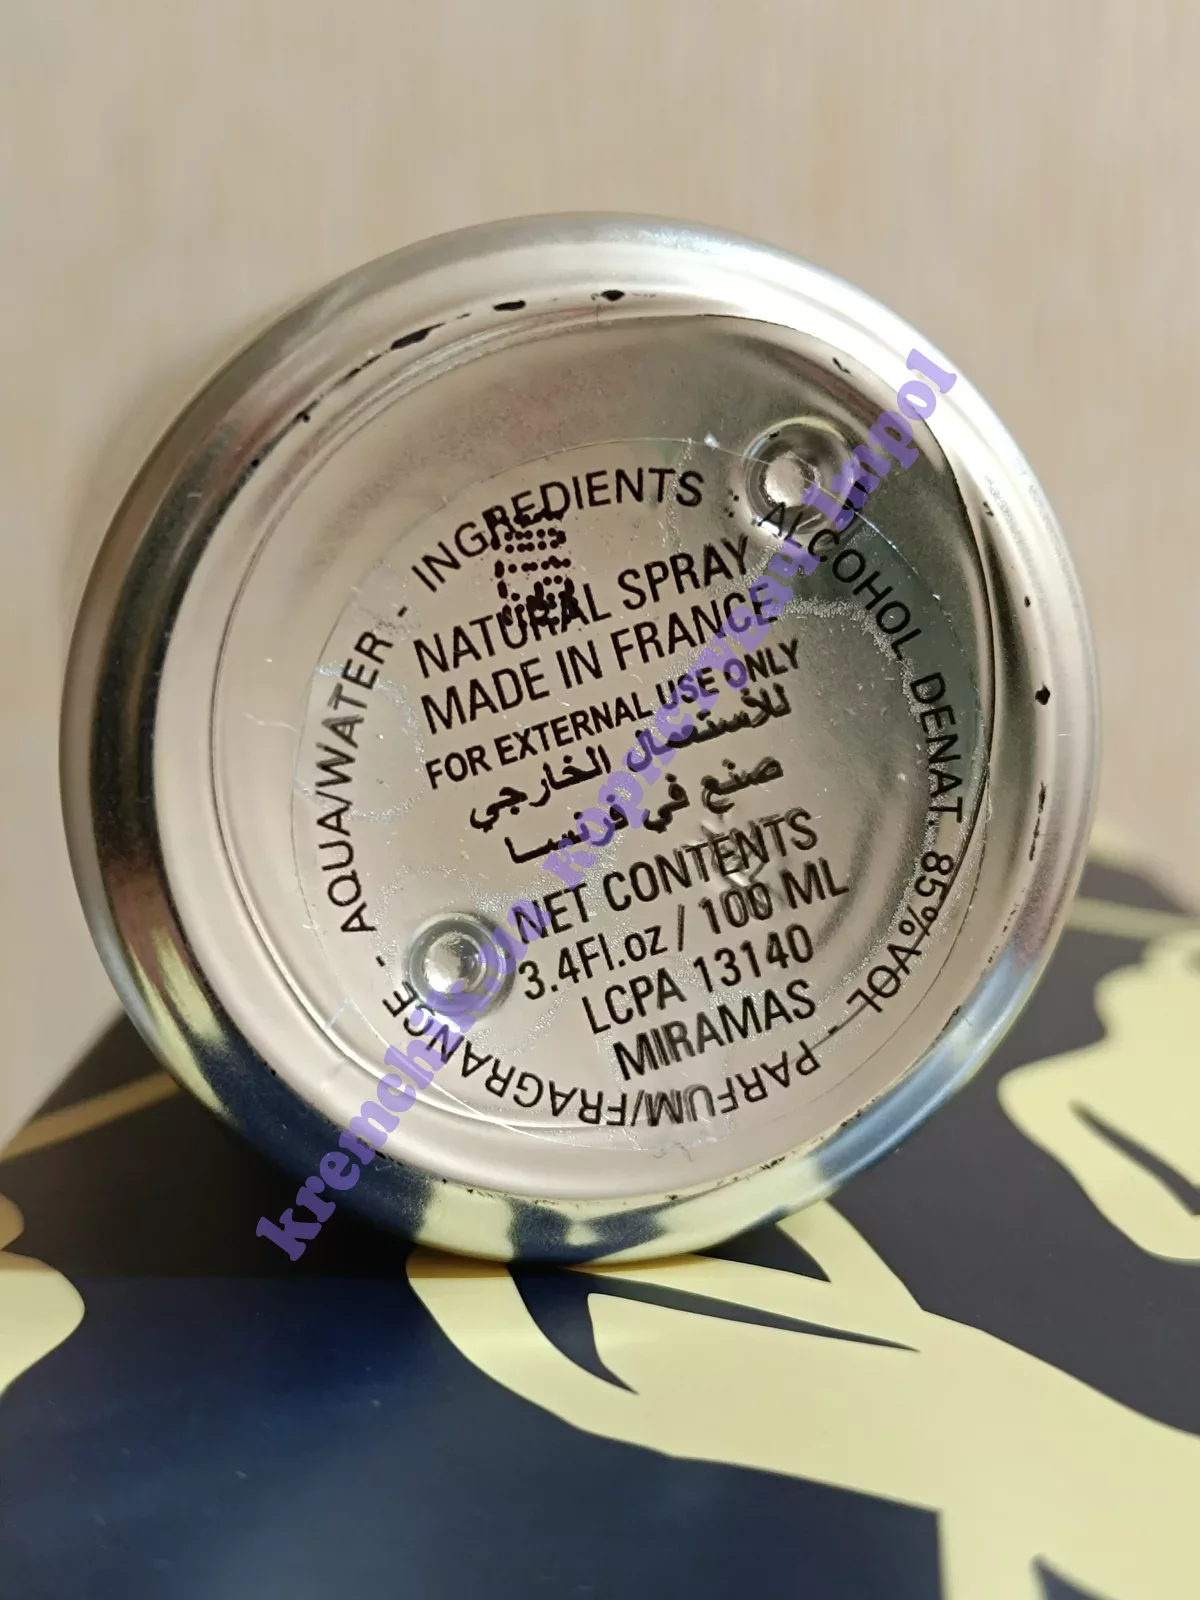 INGREDIENTS : ALCOHOL DENAT. 85%VOL - PARFUM/FRAGRANCE - AQUA/WATER -
NATURAL SPRAY
MADE IN FRANCE
FOR EXTERNAL USE ONLY
للأستعمال الخارجي
صنع في فرنسا
NET CONTENTS
3.4Fl.oz / 100 ML
LCPA 13140
MIRAMAS